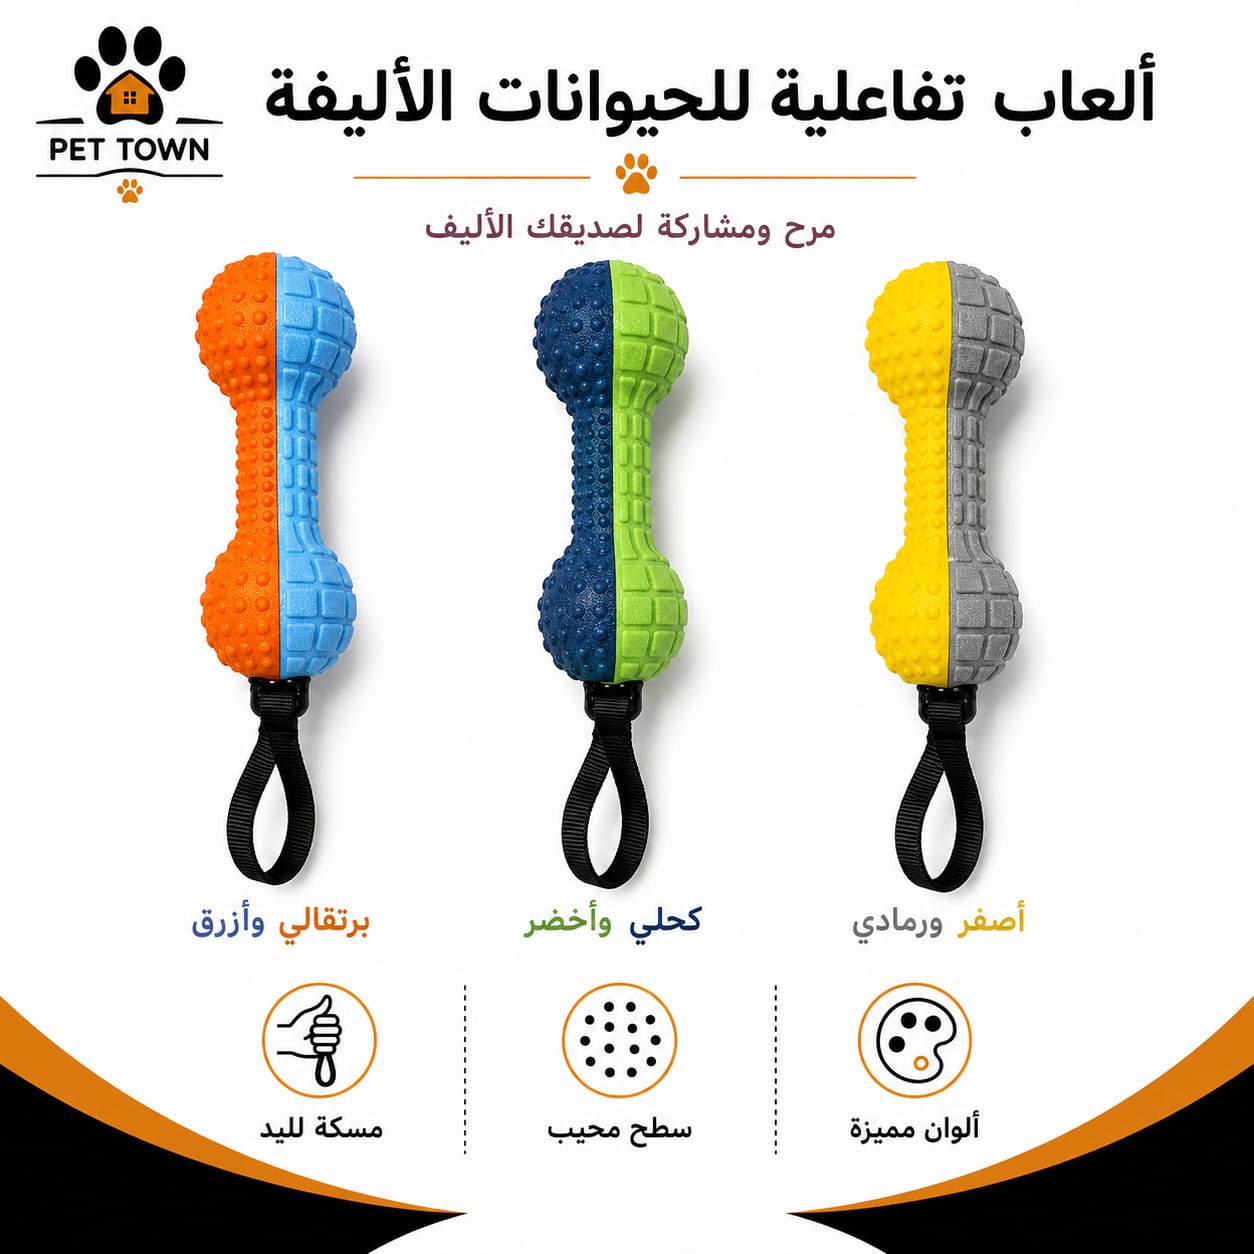 PET TOWN
ألعاب تفاعلية للحيوانات الأليفة
مرح ومشاركة لصديقك الأليف
أصفر ورمادي
كحلي وأخضر
برتقالي وأزرق
ألوان مميزة
سطح محيب
مسكة لليد